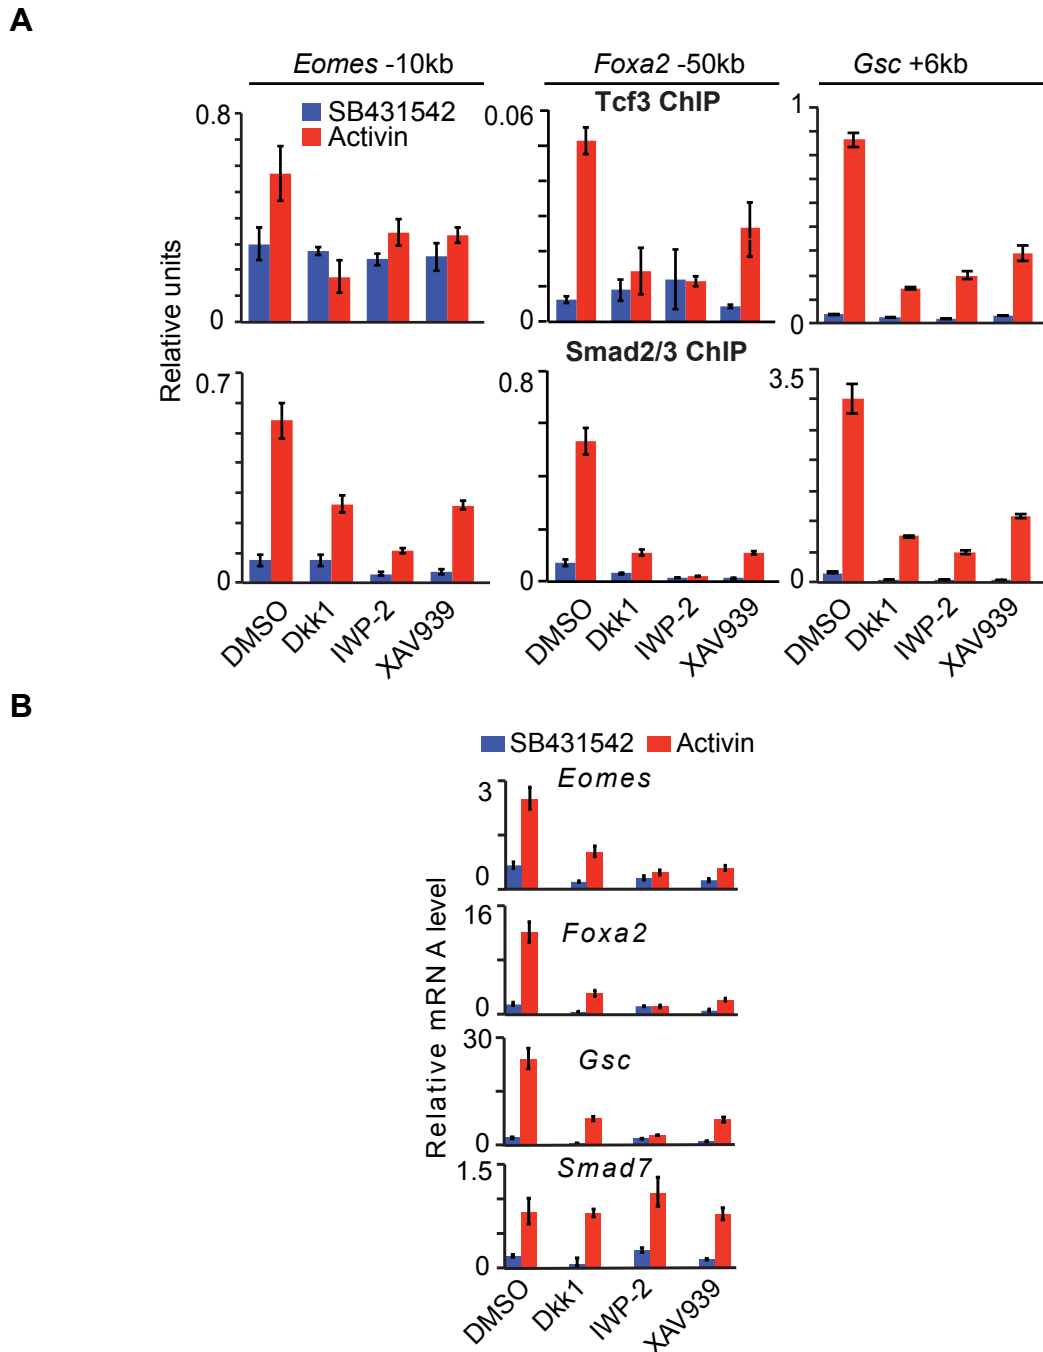 A
Eomes -10kb
Foxa2 -50kb
Gsc +6kb
Tcf3 ChIP
SB431542
Activin
0.8
0
0.06
0
1
0
Relative units
Smad2/3 ChIP
0.7
0
0.8
0
3.5
0
DMSO
Dkk1
IWP-2
XAV939
DMSO
Dkk1
IWP-2
XAV939
DMSO
Dkk1
IWP-2
XAV939
B
SB431542 Activin
Relative mRNA level
Eomes
3
0
Foxa2
16
0
Gsc
30
0
Smad7
1.5
0
DMSO
Dkk1
IWP-2
XAV939